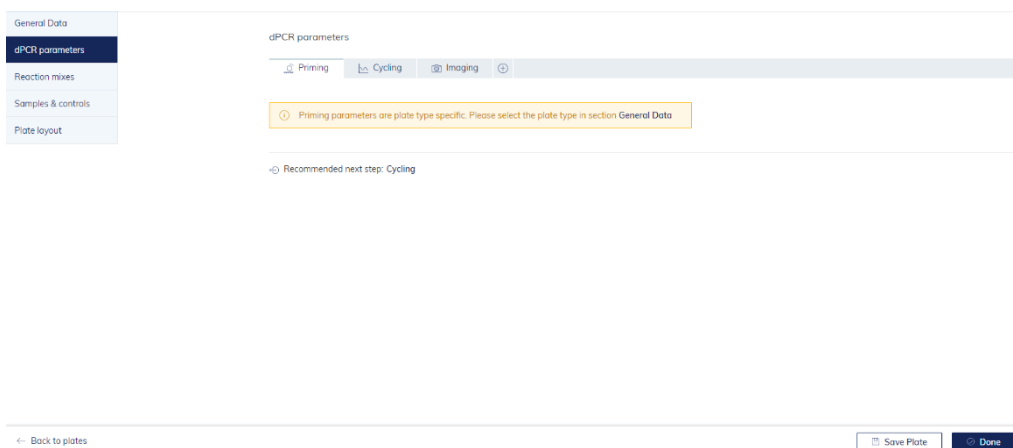 General Data
dPCR parameters
Reaction mixes
Samples & controls
Plate layout
dPCR parameters
Priming Cycling Imaging
Priming parameters are plate type specific. Please select the plate type in section General Data
Recommended next step: Cycling
Back to plates
Save Plate Done